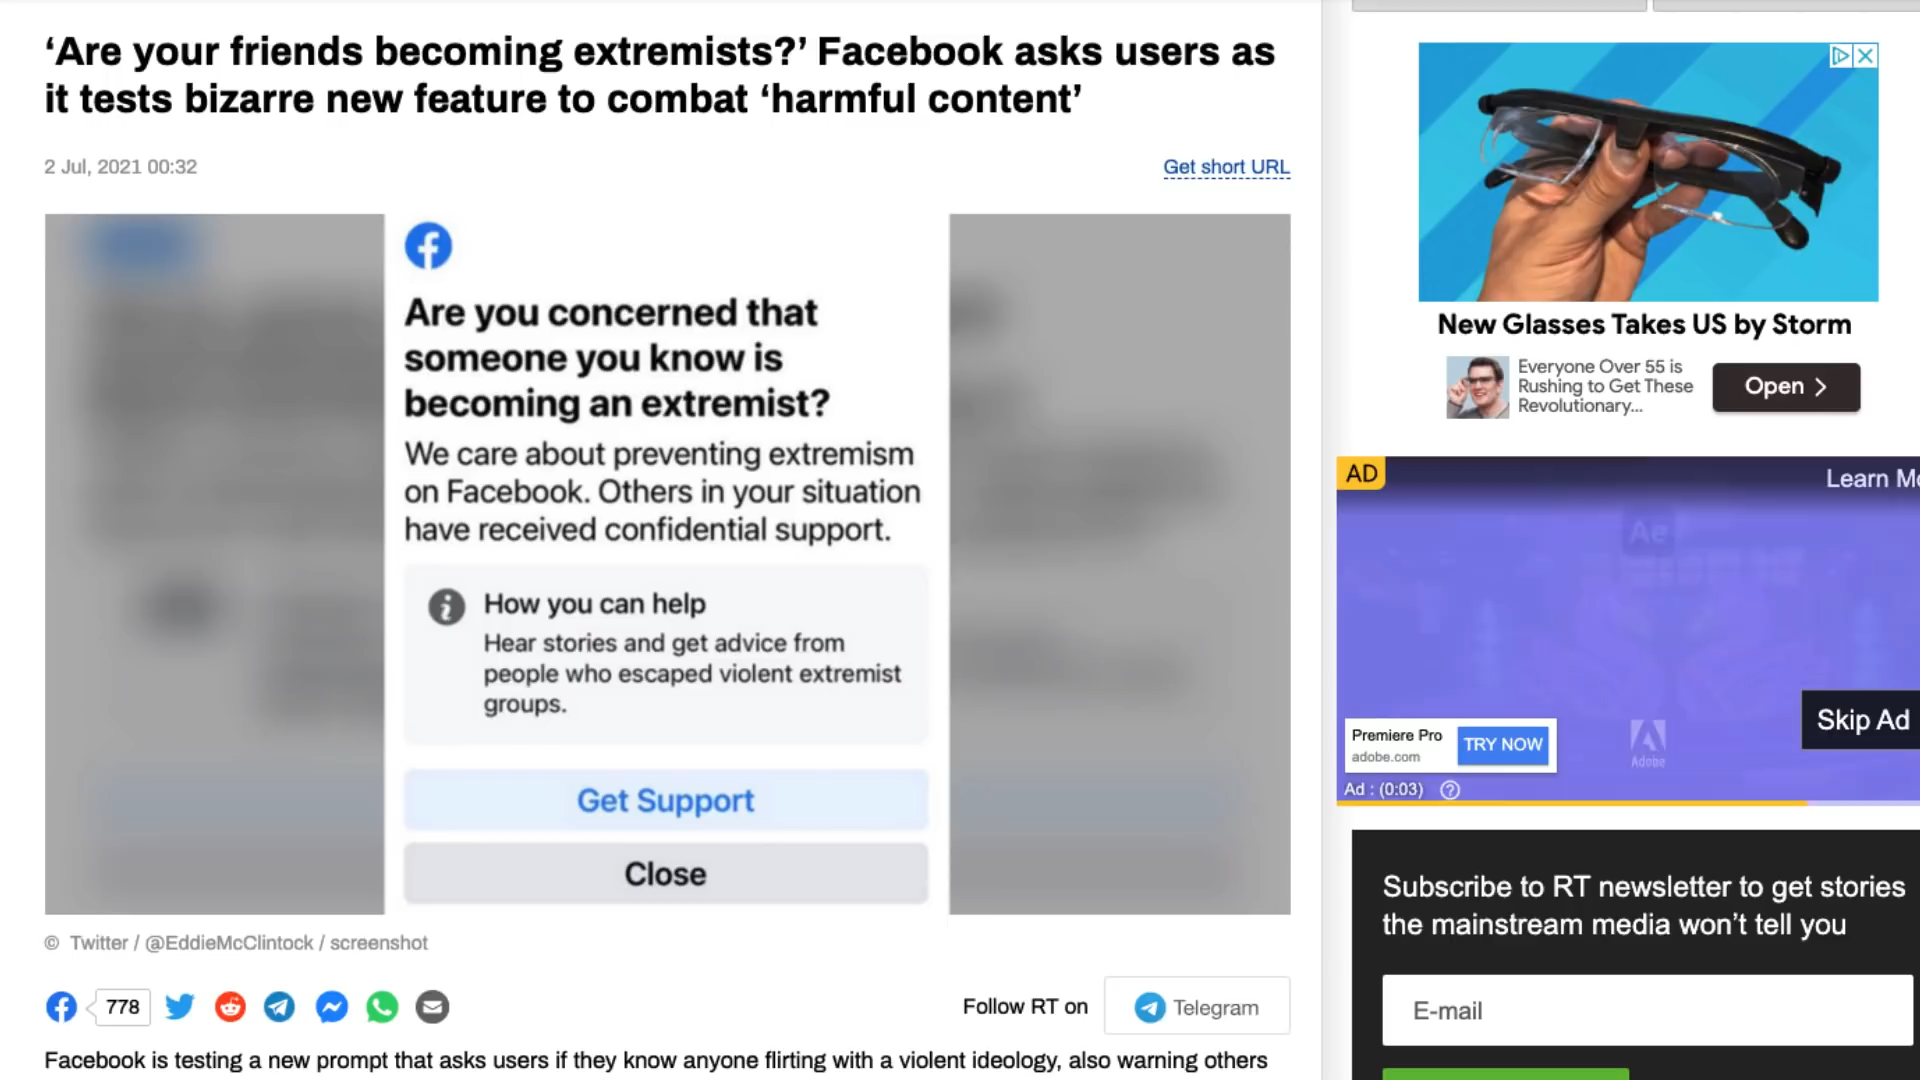 ‘Are your friends becoming extremists?’ Facebook asks users as
it tests bizarre new feature to combat ‘harmful content’
2 Jul, 2021 00:32
Get short URL
Are you concerned that
someone you know is
becoming an extremist?
We care about preventing extremism
on Facebook. Others in your situation
have received confidential support.
How you can help
Hear stories and get advice from
people who escaped violent extremist
groups.
Get Support
Close
© Twitter / @EddieMcClintock / screenshot
778
Follow RT on
Telegram
Facebook is testing a new prompt that asks users if they know anyone flirting with a violent ideology, also warning others
New Glasses Takes US by Storm
Everyone Over 55 is
Rushing to Get These
Revolutionary...
Open
AD
Learn Mo
Ae
Skip Ad
Premiere Pro
adobe.com
TRY NOW
Adobe
Ad : (0:03)
Subscribe to RT newsletter to get stories
the mainstream media won’t tell you
E-mail